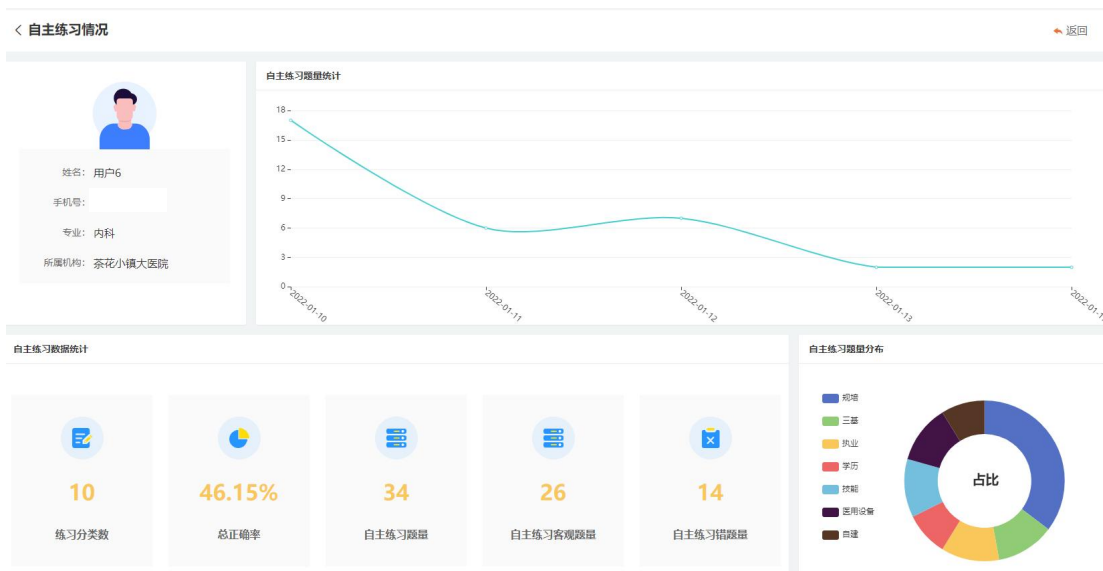 自主练习情况
返回
姓名: 用户6
手机号:
专业: 内科
所属机构: 茶花小镇大医院
自主练习题量统计
18
15
12
9
6
3
0
2022-01-10
2022-01-11
2022-01-12
2022-01-13
自主练习数据统计
10
练习分类数
46.15%
总正确率
34
自主练习题量
26
自主练习客观题量
14
自主练习错题量
自主练习题量分布
规培
三基
执业
学历
技能
医用设备
自建
占比